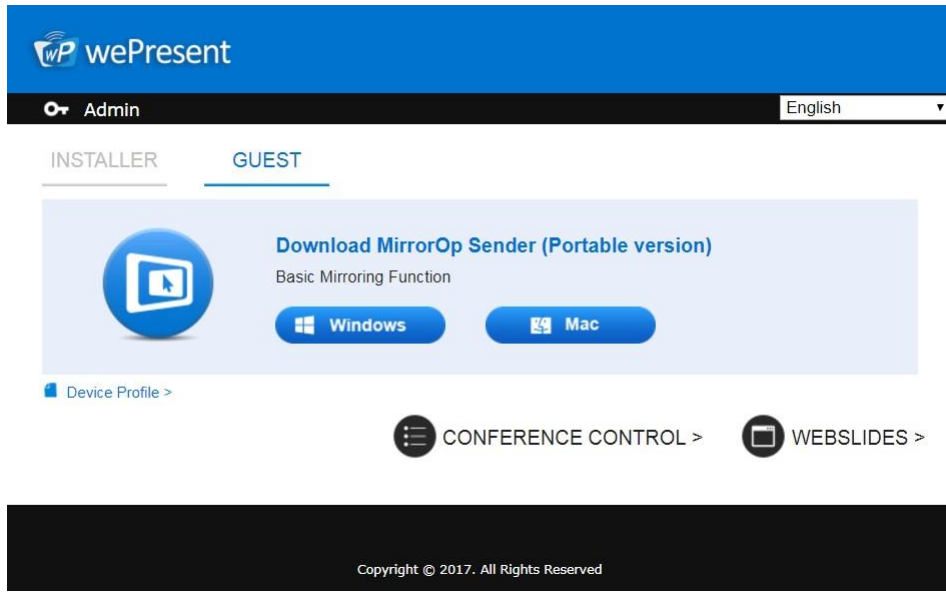 wP wePresent
Admin
English
INSTALLER GUEST
Download MirrorOp Sender (Portable version)
Basic Mirroring Function
Windows Mac
Device Profile >
CONFERENCE CONTROL > WEBSLIDES >
Copyright © 2017. All Rights Reserved